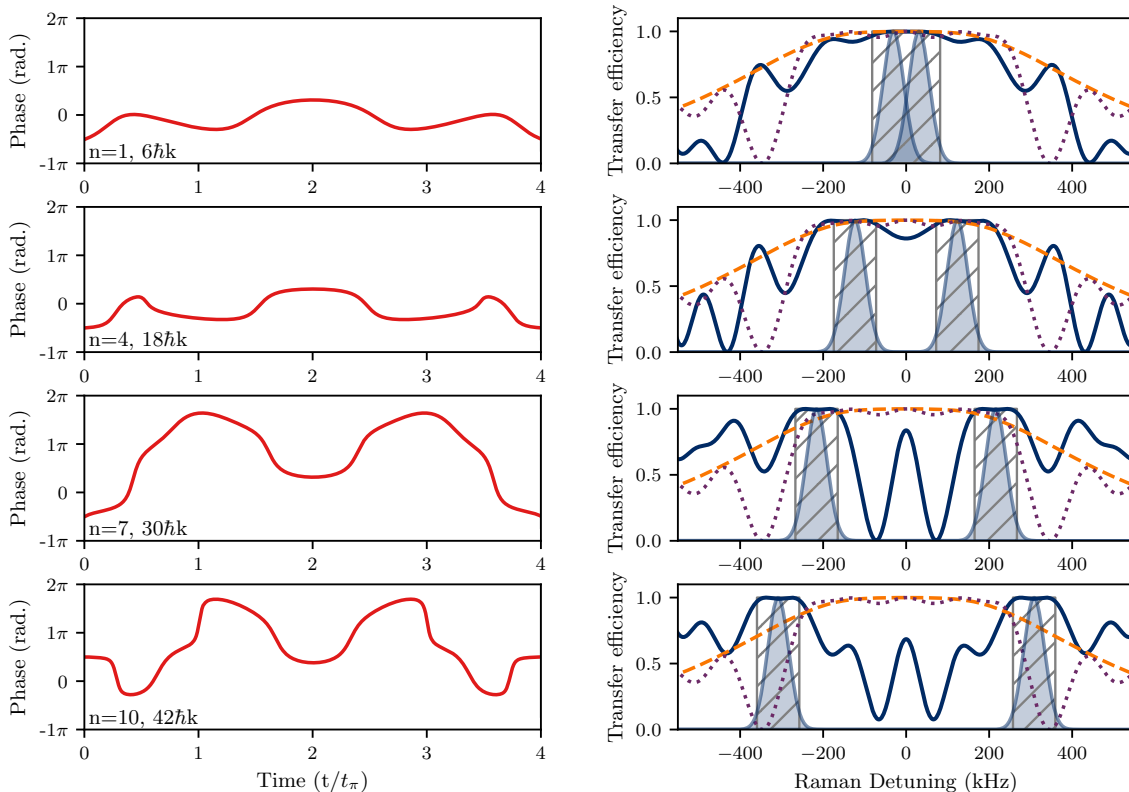 Phase (rad.)
2π
1π
0
-1π
n=1, 6ħk
0 1 2 3 4
Transfer efficiency
1.0
0.5
0.0
−400 −200 0 200 400
Phase (rad.)
2π
1π
0
-1π
n=4, 18ħk
0 1 2 3 4
Transfer efficiency
1.0
0.5
0.0
−400 −200 0 200 400
Phase (rad.)
2π
1π
0
-1π
n=7, 30ħk
0 1 2 3 4
Transfer efficiency
1.0
0.5
0.0
−400 −200 0 200 400
Phase (rad.)
2π
1π
0
-1π
n=10, 42ħk
0 1 2 3 4
Time (t/tπ)
Transfer efficiency
1.0
0.5
0.0
−400 −200 0 200 400
Raman Detuning (kHz)